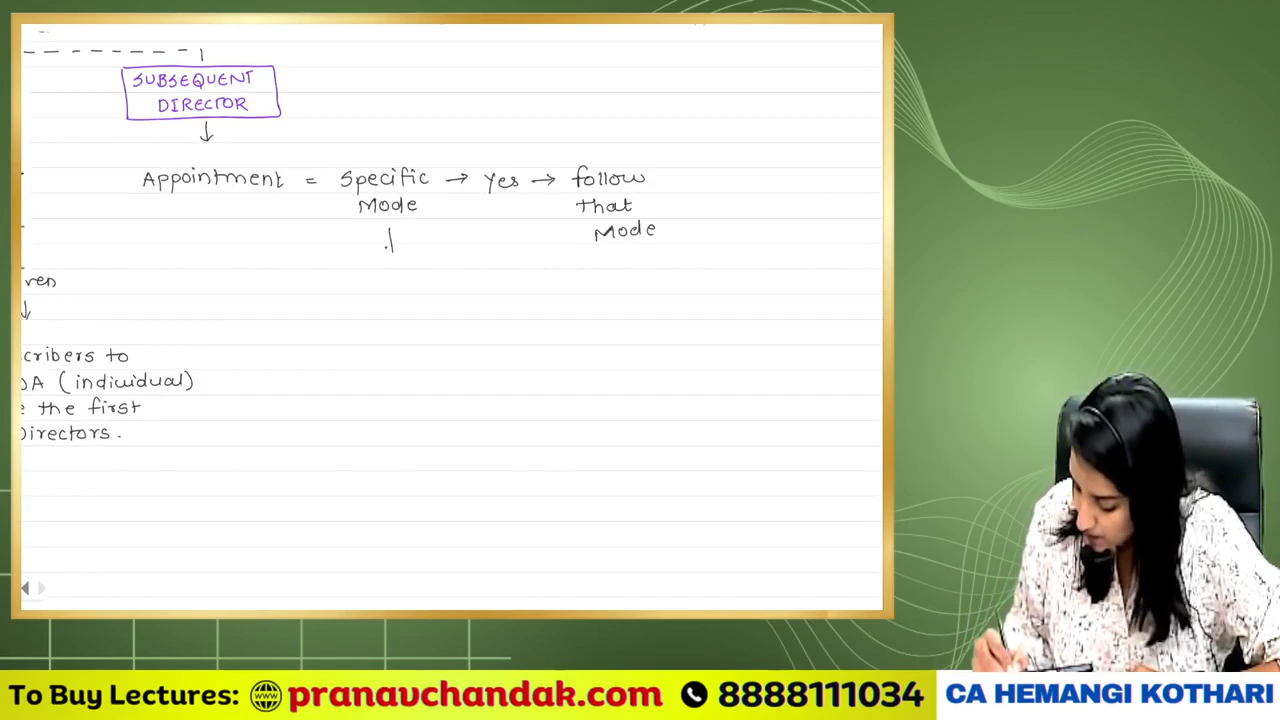 SUBSEQUENT
DIRECTOR
Appointment = Specific → Yes → follow
Mode
that
Mode
ren
cribers to
A (individual)
e the first
Directors.
To Buy Lectures: pranavchandak.com 8888111034 CA HEMANGI KOTHARI